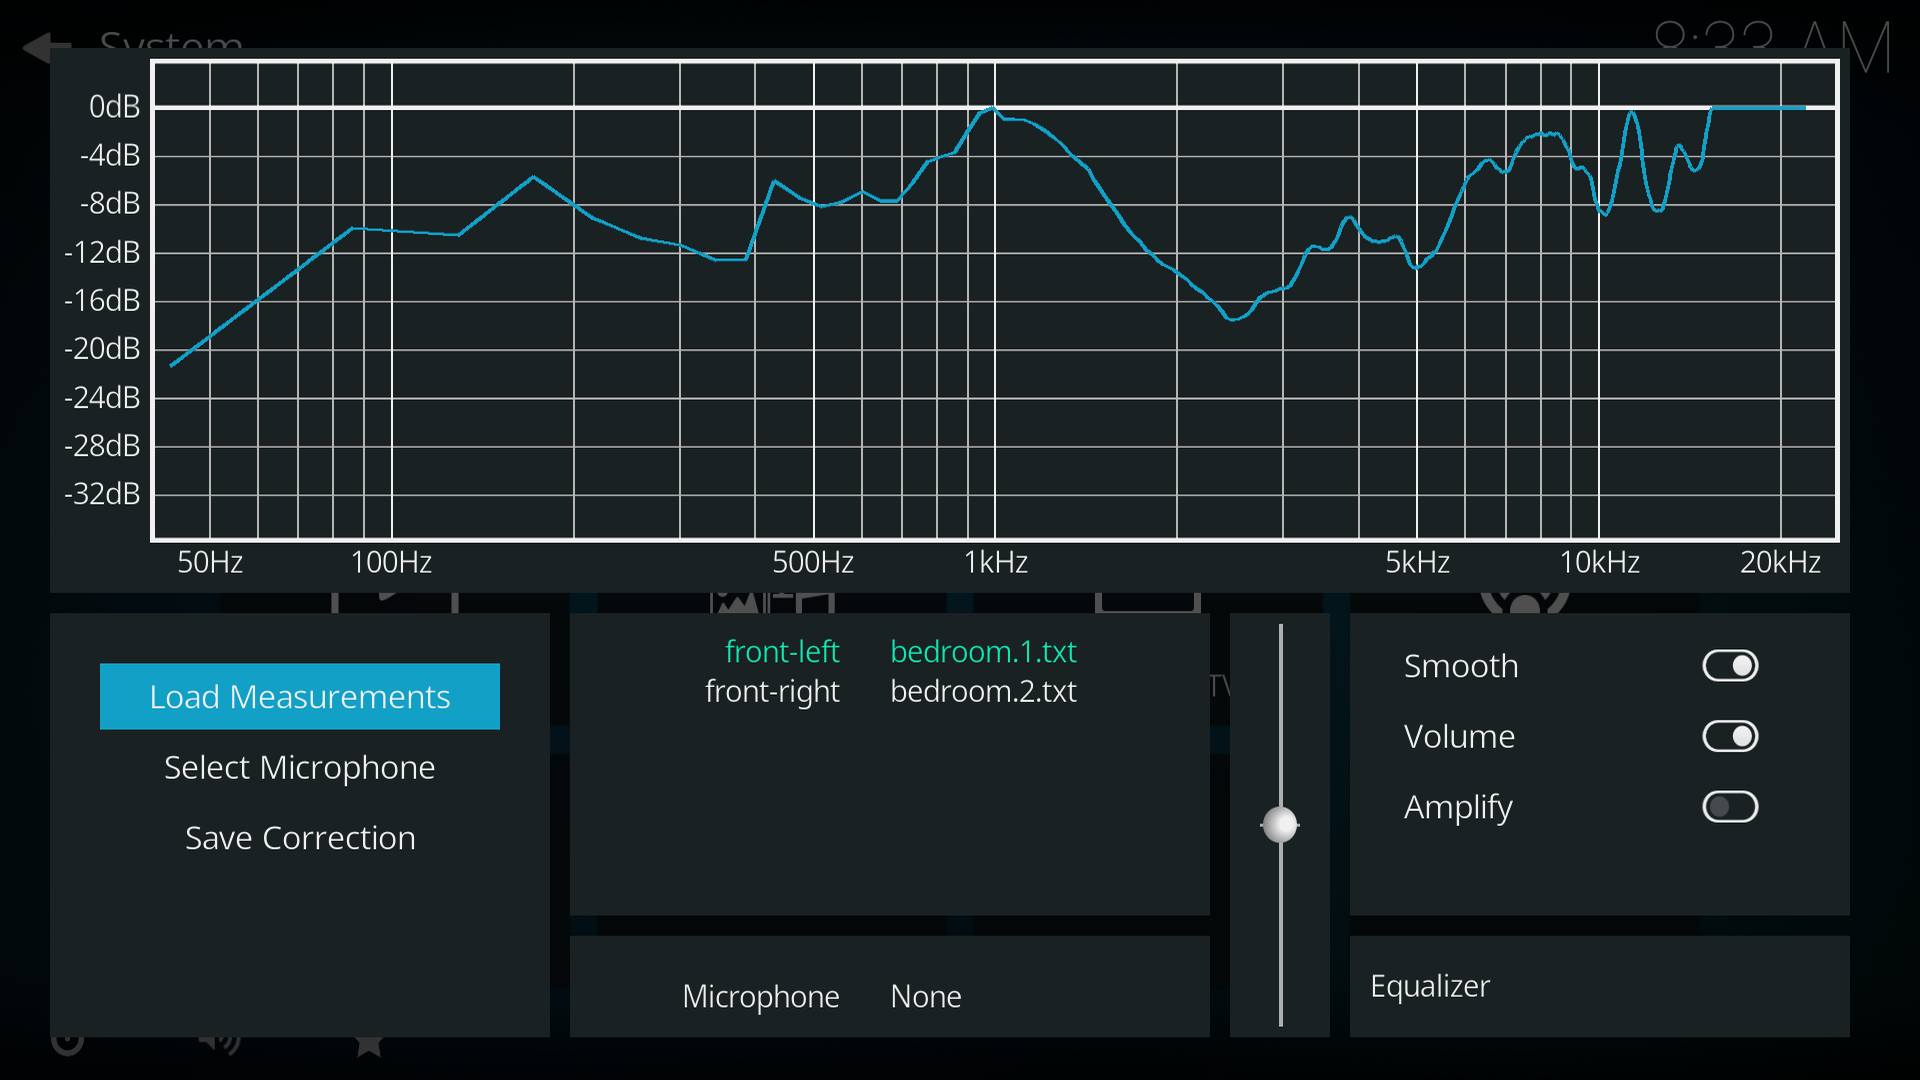 System
8:33 AM
0dB
-4dB
-8dB
-12dB
-16dB
-20dB
-24dB
-28dB
-32dB
50Hz 100Hz 500Hz 1kHz 5kHz 10kHz 20kHz
Load Measurements
Select Microphone
Save Correction
front-left bedroom.1.txt
front-right bedroom.2.txt
Microphone None
TV
Smooth
Volume
Amplify
Equalizer